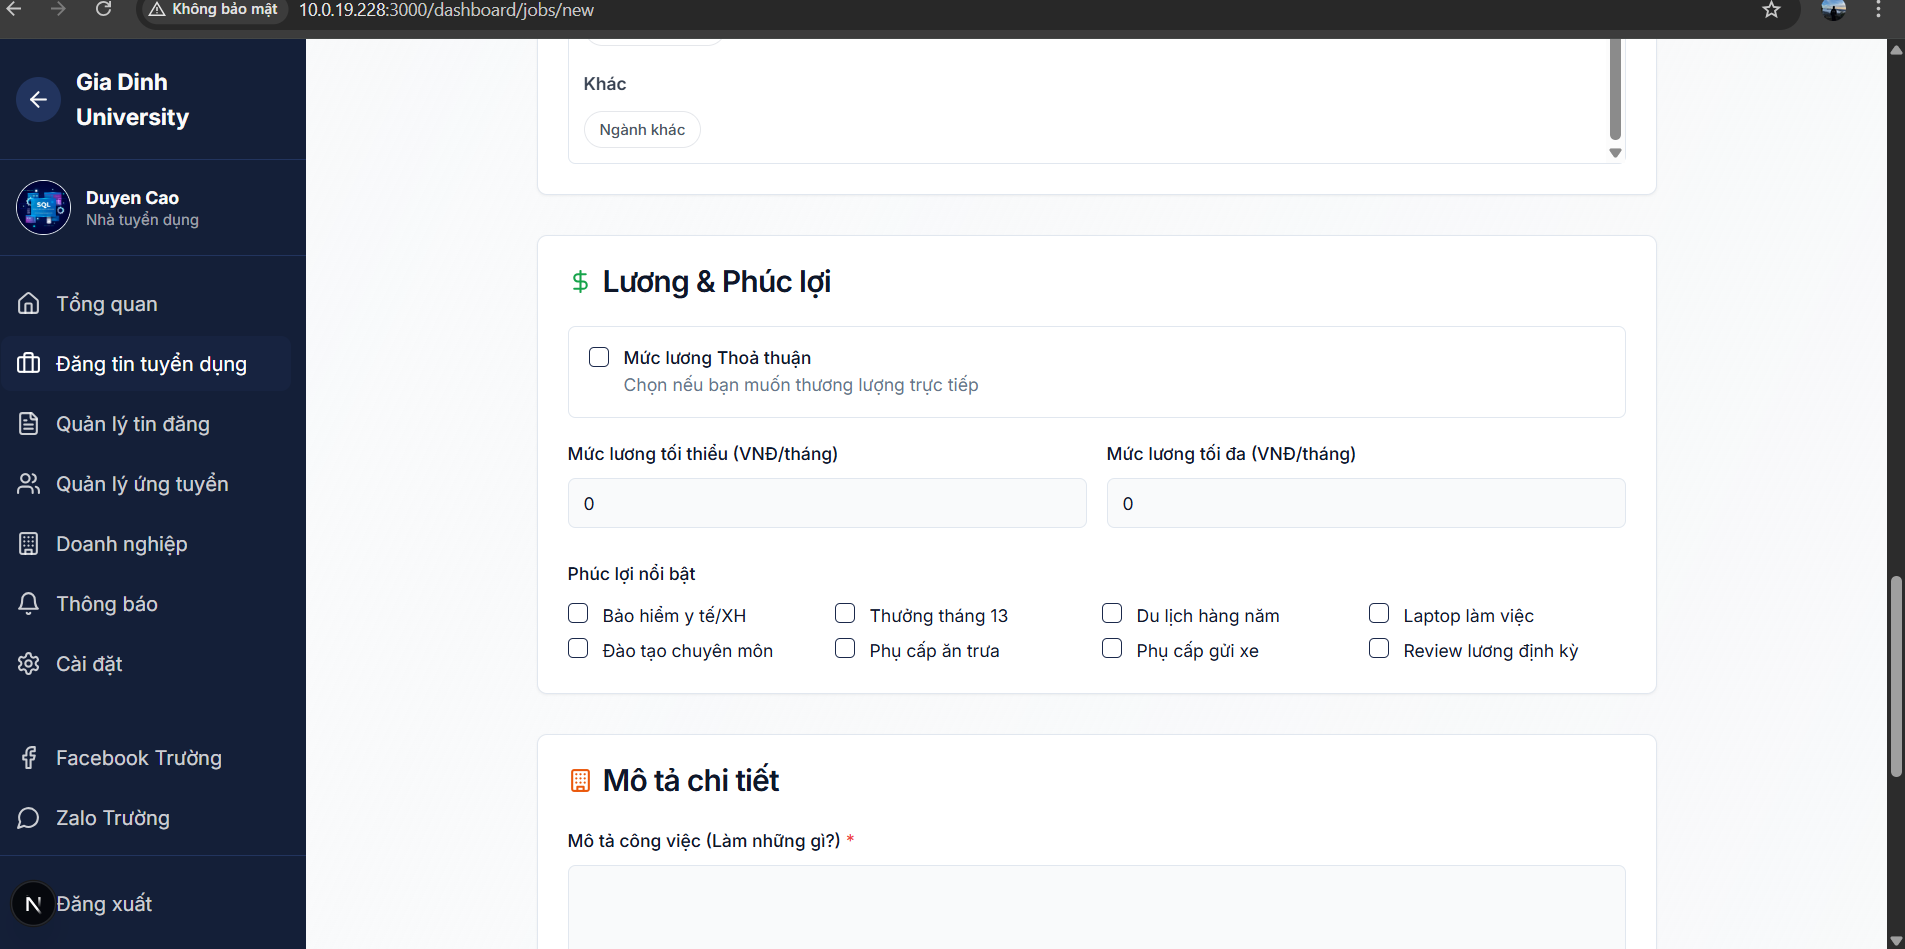 Không bảo mật
10.0.19.228:3000/dashboard/jobs/new
Gia Dinh
University
Duyen Cao
Nhà tuyển dụng
Tổng quan
Đăng tin tuyển dụng
Quản lý tin đăng
Quản lý ứng tuyển
Doanh nghiệp
Thông báo
Cài đặt
Facebook Trường
Zalo Trường
N
Đăng xuất
Khác
Ngành khác
$ Lương & Phúc lợi
Mức lương Thoả thuận
Chọn nếu bạn muốn thương lượng trực tiếp
Mức lương tối thiểu (VNĐ/tháng)
Mức lương tối đa (VNĐ/tháng)
0
0
Phúc lợi nổi bật
Bảo hiểm y tế/XH
Thưởng tháng 13
Du lịch hàng năm
Laptop làm việc
Đào tạo chuyên môn
Phụ cấp ăn trưa
Phụ cấp gửi xe
Review lương định kỳ
Mô tả chi tiết
Mô tả công việc (Làm những gì?) *
SQL